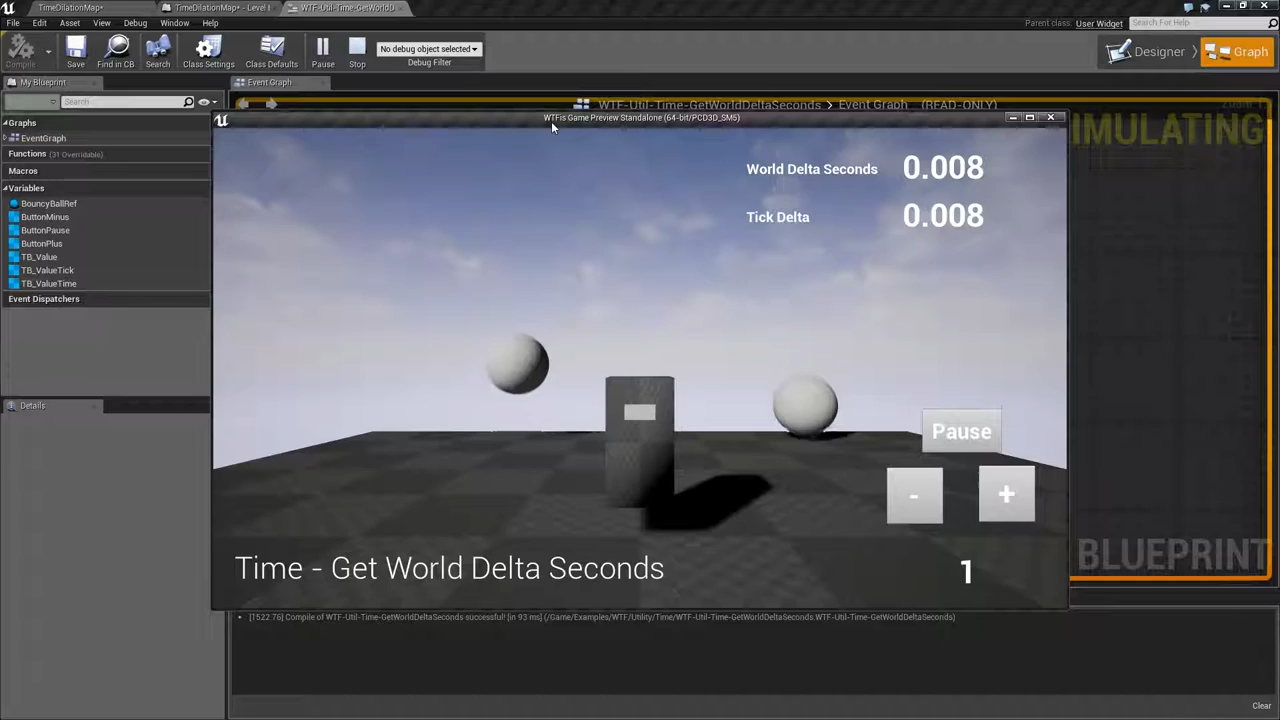 TimeDilationMap*
TimeDilationMap* - Level
WTF-Util-Time-GetWorldD
File Edit Asset View Debug Window Help
Parent class: User Widget
Search For Help
Compile
Save
Find in CB
Search
Class Settings
Class Defaults
Pause
Stop
No debug object selected
Debug Filter
Designer
Graph
My Blueprint
Search
Event Graph
WTF-Util-Time-GetWorldDeltaSeconds > Event Graph (READ-ONLY)
Graphs
EventGraph
Functions (31 Overridable)
Macros
Variables
BouncyBallRef
ButtonMinus
ButtonPause
ButtonPlus
TB_Value
TB_ValueTick
TB_ValueTime
Event Dispatchers
Details
WTFis Game Preview Standalone (64-bit/PCD3D_SM5)
IMULATING
World Delta Seconds 0.008
Tick Delta 0.008
Pause
- +
Time - Get World Delta Seconds 1
BLUEPRINT
[1522.76] Compile of WTF-Util-Time-GetWorldDeltaSeconds successful! [in 93 ms] (/Game/Examples/WTF/Utility/Time/WTF-Util-Time-GetWorldDeltaSeconds.WTF-Util-Time-GetWorldDeltaSeconds)
Clear